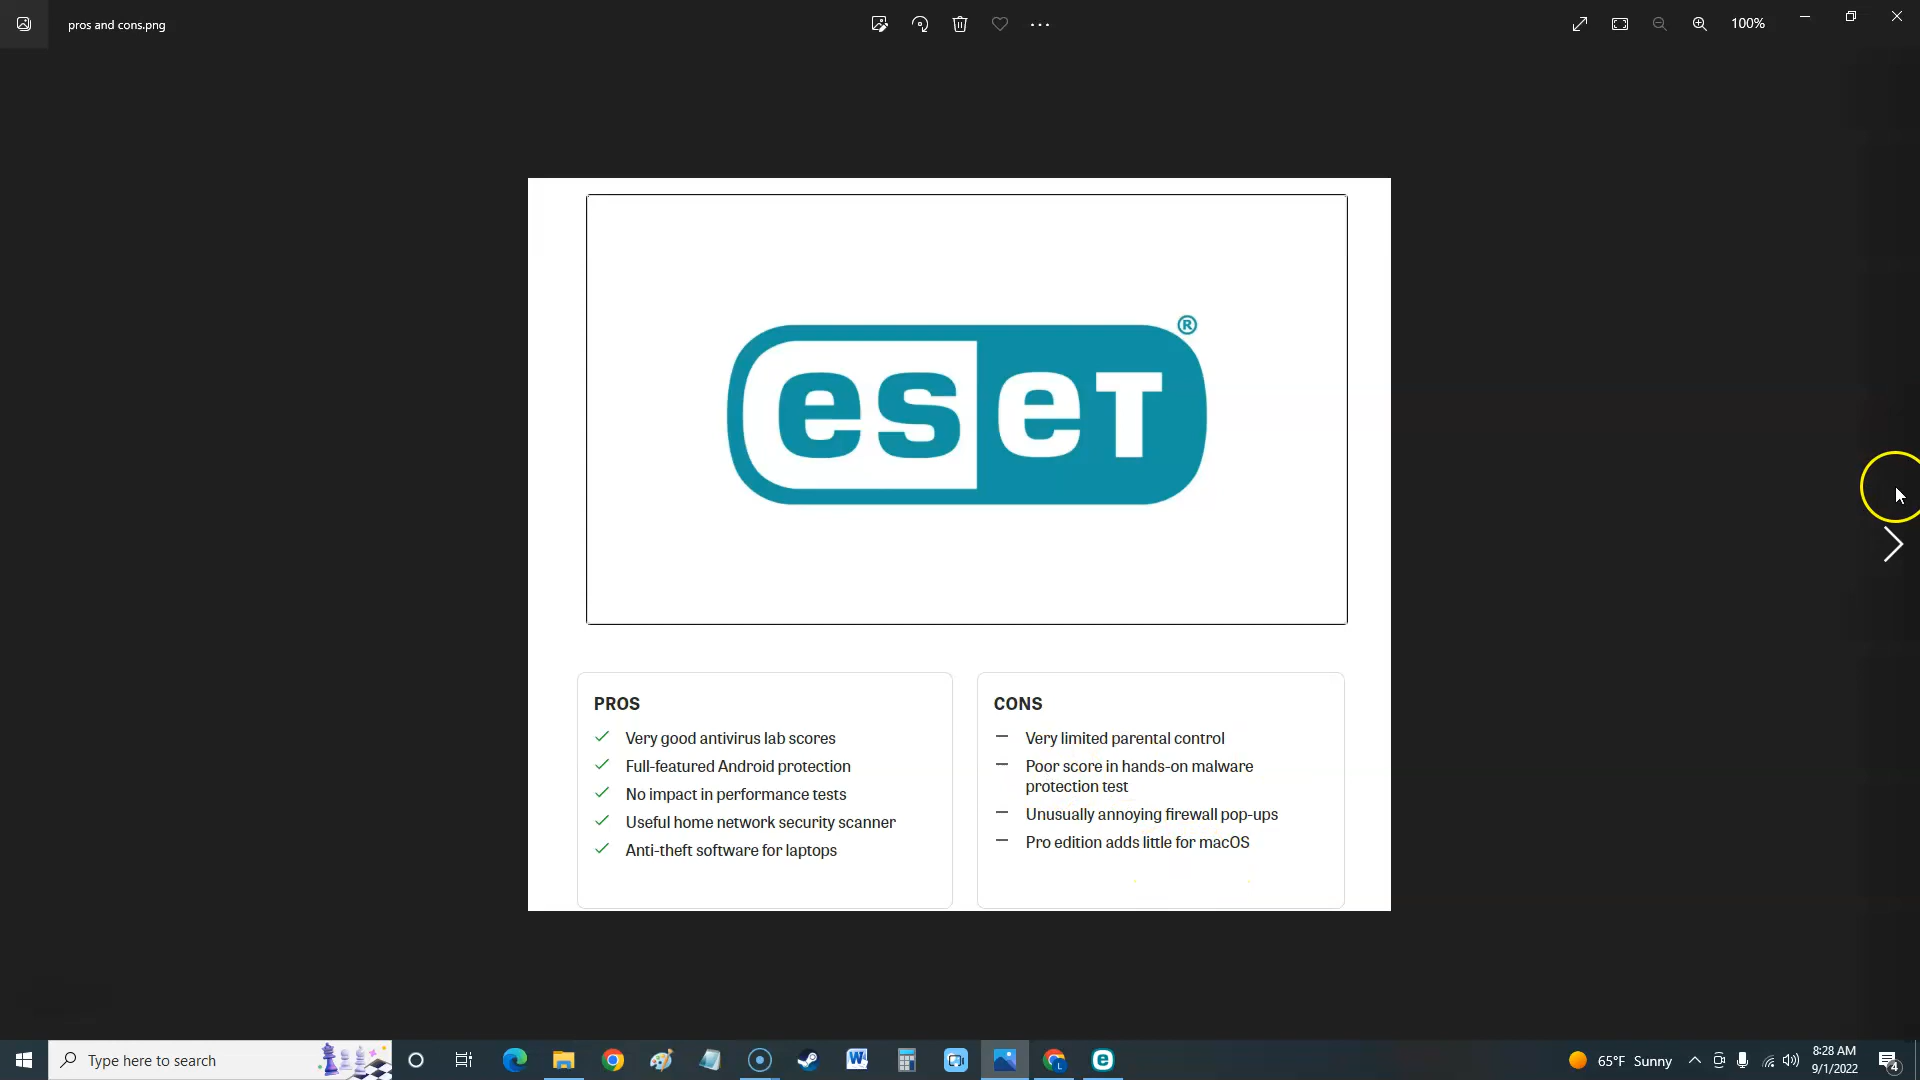 pros and cons.png
100%
eseT®
PROS
Very good antivirus lab scores
Full-featured Android protection
No impact in performance tests
Useful home network security scanner
Anti-theft software for laptops
CONS
Very limited parental control
Poor score in hands-on malware
protection test
Unusually annoying firewall pop-ups
Pro edition adds little for macOS
Type here to search
W
L
e
65°F Sunny
8:28 AM
9/1/2022
4